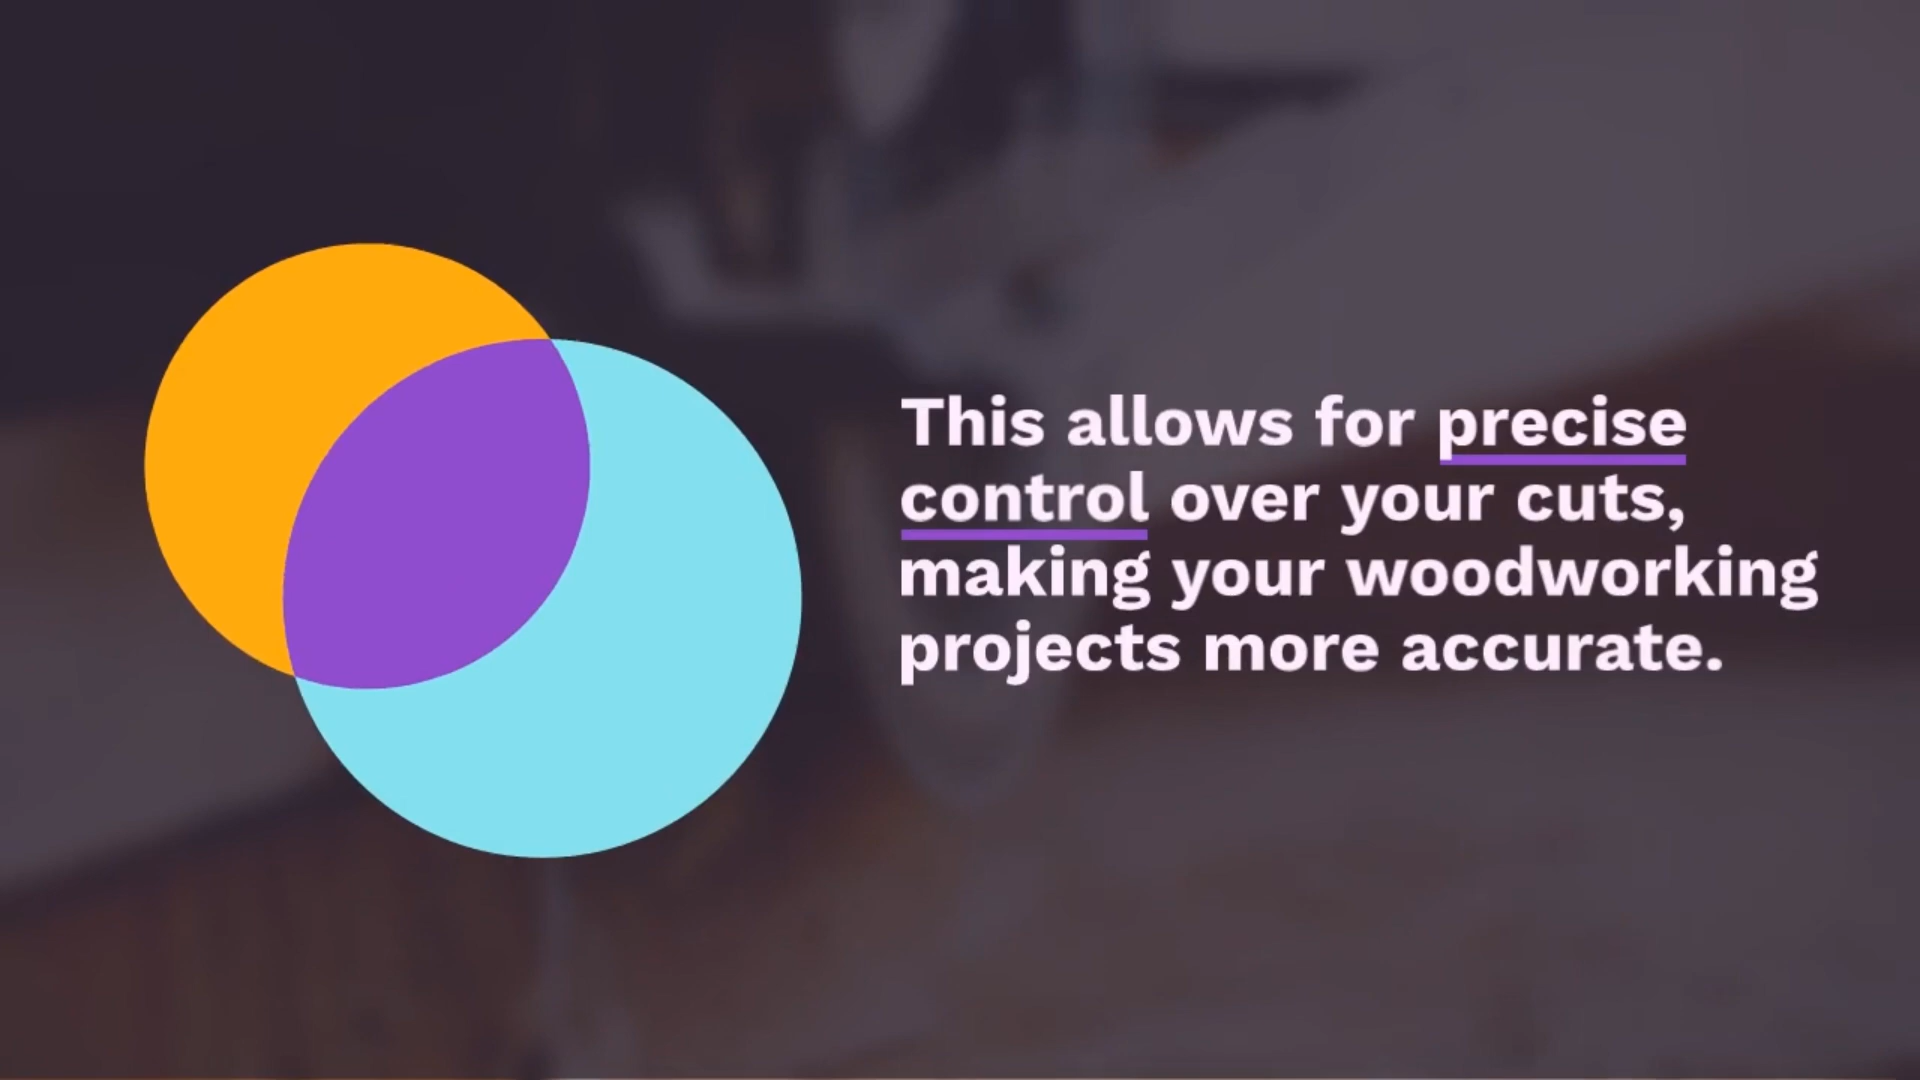 This allows for precise
control over your cuts,
making your woodworking
projects more accurate.